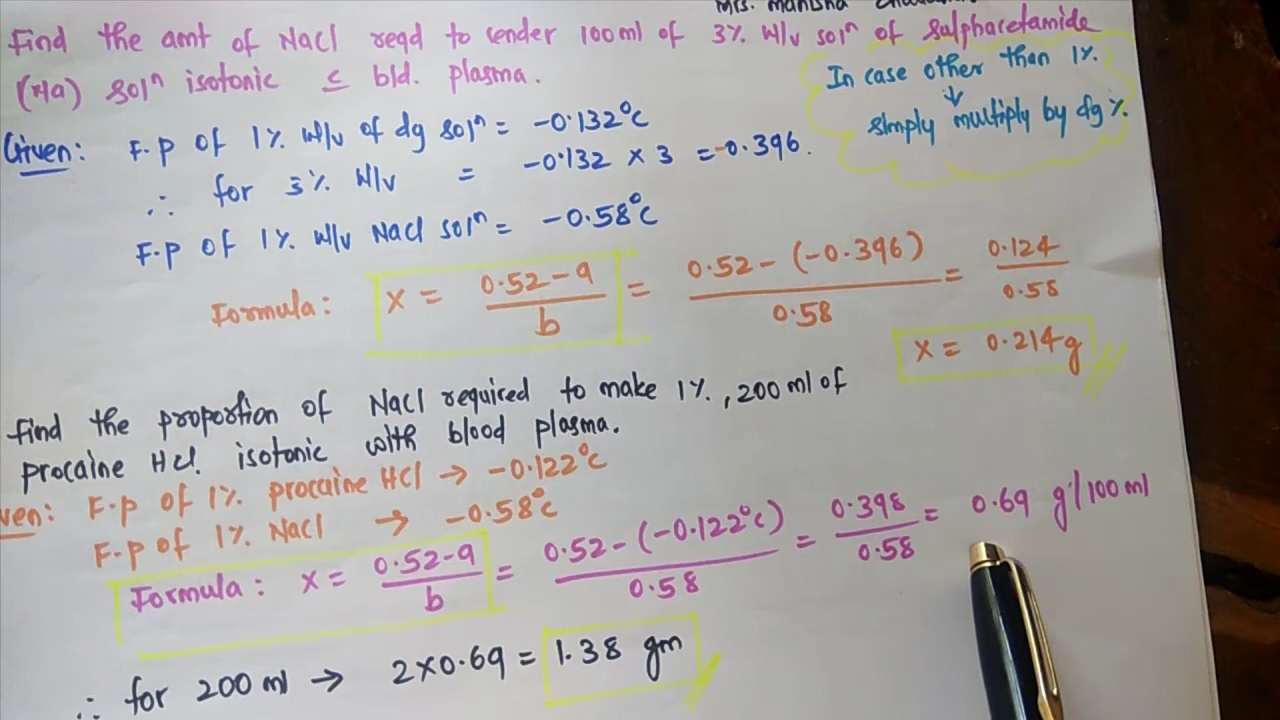 Mrs. Manisha
Find the amt of NaCl reqd to render 100ml of 3% W/v solⁿ of Sulphacetamide
(Na) solⁿ isotonic c̲ bld. plasma.
In case other than 1%.
↓
simply multiply by dg %.
Given: F.p of 1% W/v of dg solⁿ = -0.132°c
∴ for 3% W/v = -0.132 × 3 = -0.396.
F.p of 1% W/v NaCl solⁿ = -0.58°c
Formula: x = 0.52-a / b = 0.52-(-0.396) / 0.58 = 0.124 / 0.58
x = 0.214g
find the proportion of NaCl required to make 1%, 200 ml of
procaine Hcl. isotonic with blood plasma.
ven: F.p of 1% procaine HCl → -0.122°c
F.p of 1% NaCl → -0.58°c
Formula: x = 0.52-a / b = 0.52-(-0.122°c) / 0.58 = 0.398 / 0.58 = 0.69 g/100 ml
∴ for 200 ml → 2×0.69 = 1.38 gm